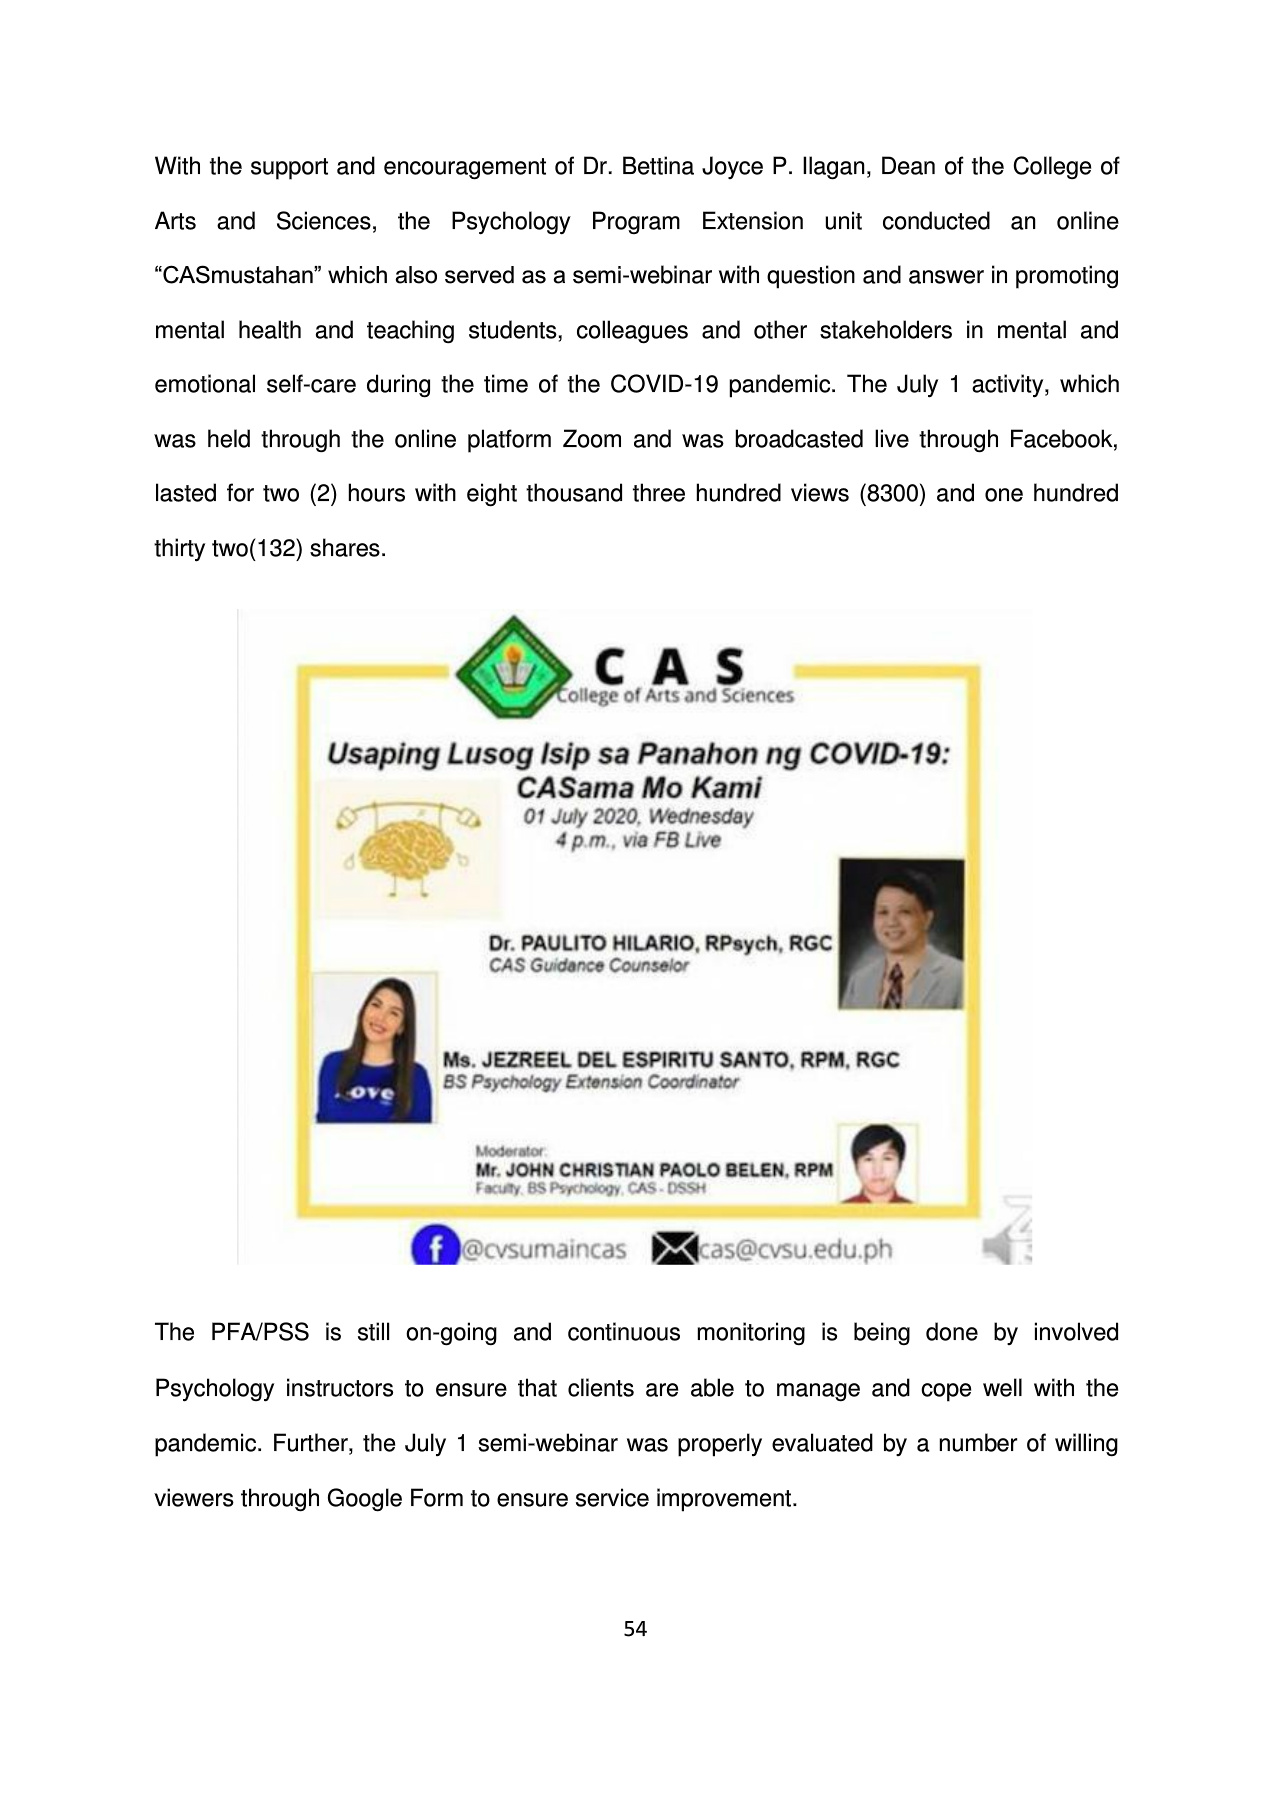 With the support and encouragement of Dr. Bettina Joyce P. Ilagan, Dean of the College of
Arts and Sciences, the Psychology Program Extension unit conducted an online
“CASmustahan” which also served as a semi-webinar with question and answer in promoting
mental health and teaching students, colleagues and other stakeholders in mental and
emotional self-care during the time of the COVID-19 pandemic. The July 1 activity, which
was held through the online platform Zoom and was broadcasted live through Facebook,
lasted for two (2) hours with eight thousand three hundred views (8300) and one hundred
thirty two(132) shares.
C A S
College of Arts and Sciences
Usaping Lusog Isip sa Panahon ng COVID-19:
CASama Mo Kami
01 July 2020, Wednesday
4 p.m., via FB Live
Dr. PAULITO HILARIO, RPsych, RGC
CAS Guidance Counselor
Ms. JEZREEL DEL ESPIRITU SANTO, RPM, RGC
BS Psychology Extension Coordinator
ove
Moderator:
Mr. JOHN CHRISTIAN PAOLO BELEN, RPM
Faculty, BS Psychology, CAS - DSSH
f @cvsumaincas cas@cvsu.edu.ph
The PFA/PSS is still on-going and continuous monitoring is being done by involved
Psychology instructors to ensure that clients are able to manage and cope well with the
pandemic. Further, the July 1 semi-webinar was properly evaluated by a number of willing
viewers through Google Form to ensure service improvement.
54